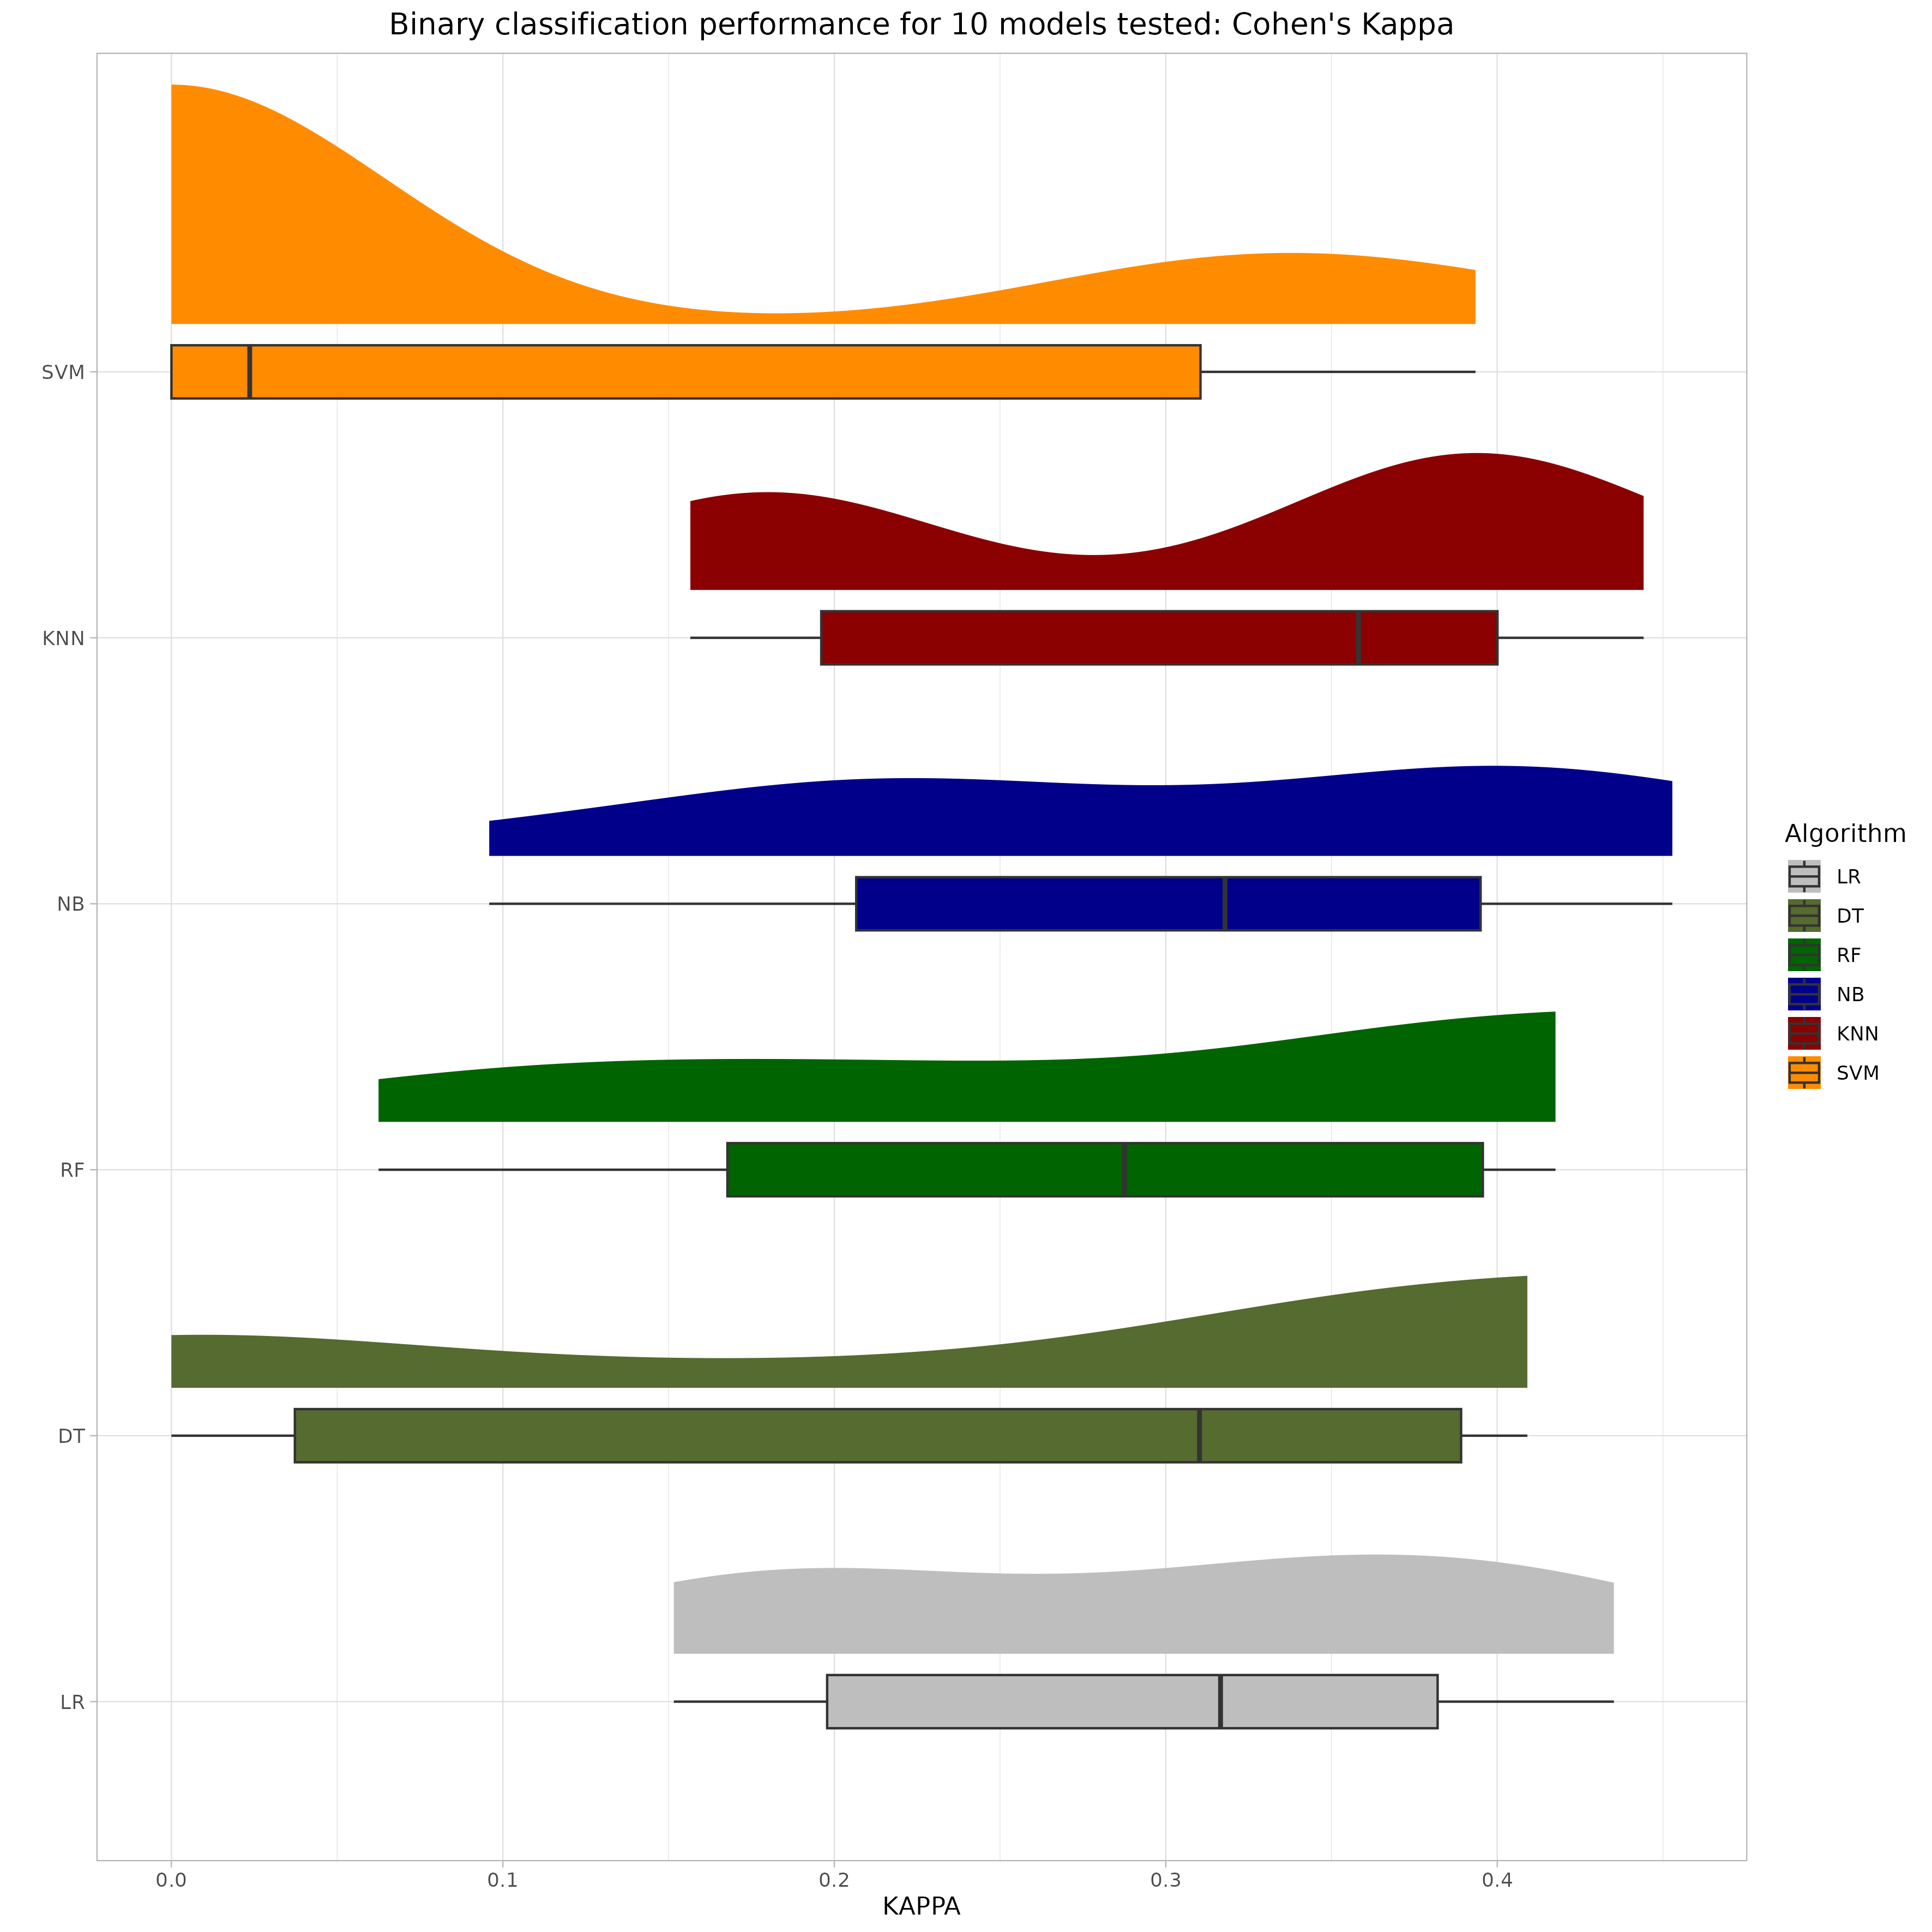 Binary classification performance for 10 models tested: Cohen's Kappa
SVM
KNN
NB
RF
DT
LR
0.0 0.1 0.2 0.3 0.4
KAPPA
Algorithm
LR
DT
RF
NB
KNN
SVM